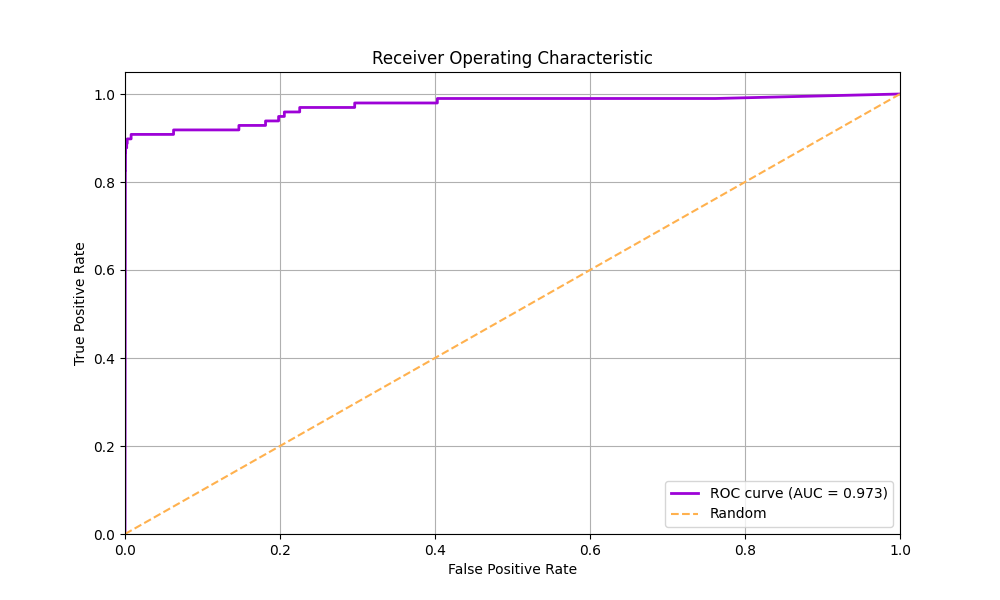 Receiver Operating Characteristic
True Positive Rate
1.0
0.8
0.6
0.4
0.2
0.0
0.0 0.2 0.4 0.6 0.8 1.0
False Positive Rate
ROC curve (AUC = 0.973)
Random